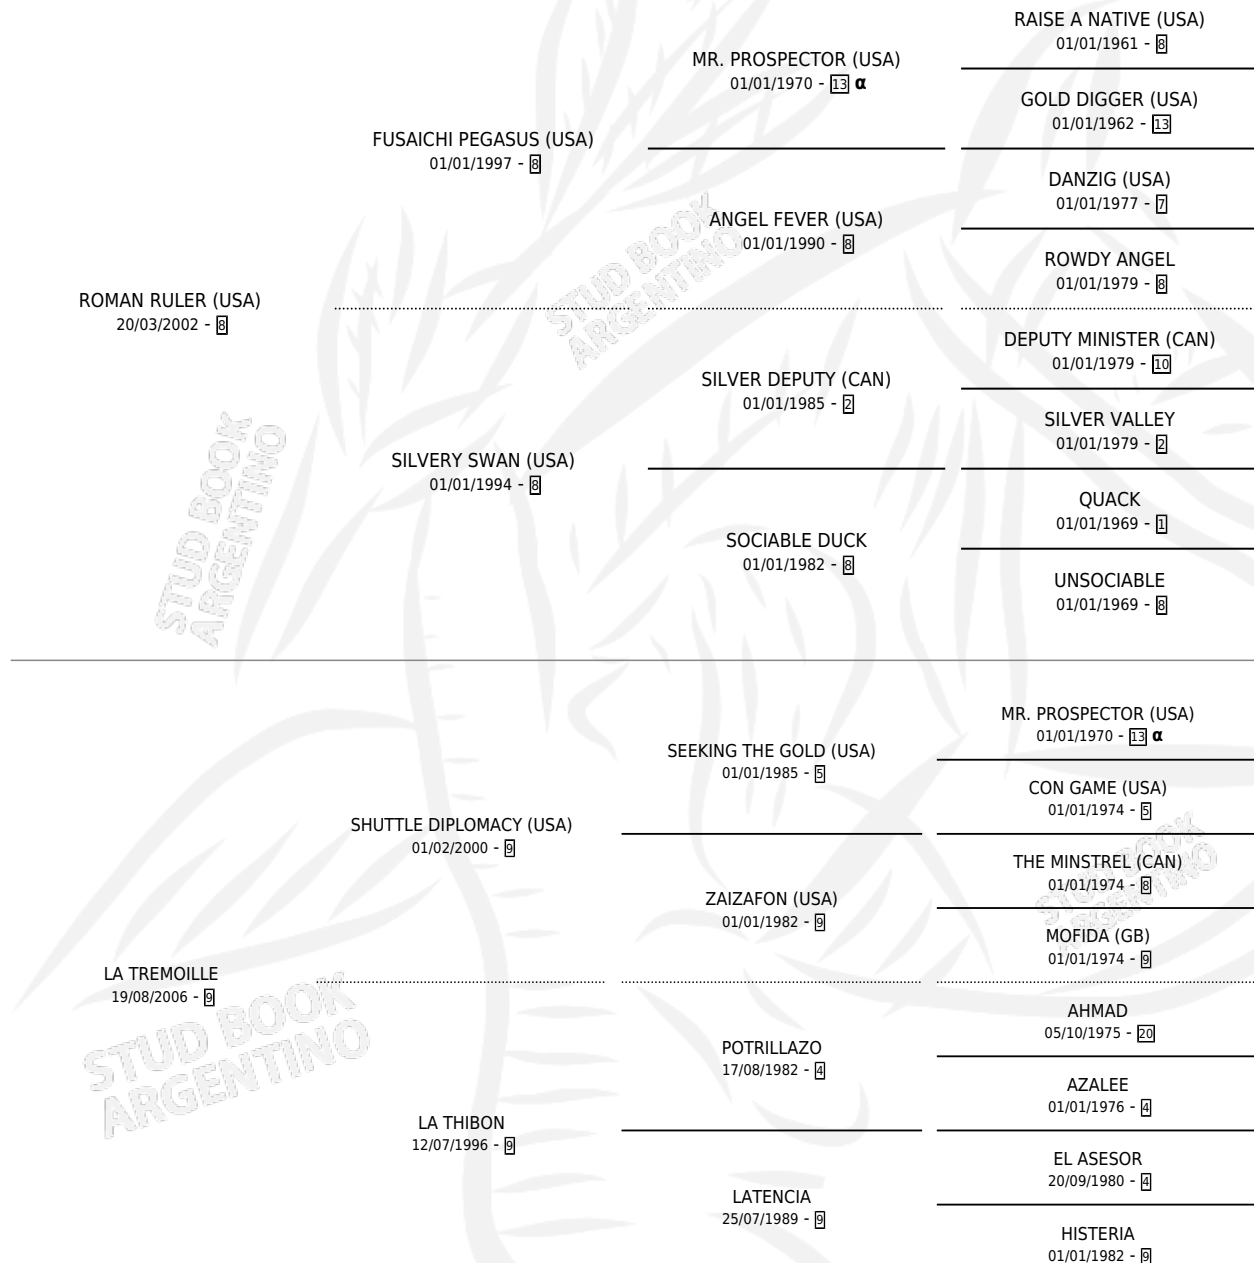 RAISE A NATIVE (USA)
01/01/1961 - 8
MR. PROSPECTOR (USA)
01/01/1970 - 13 α
GOLD DIGGER (USA)
01/01/1962 - 13
FUSAICHI PEGASUS (USA)
01/01/1997 - 8
DANZIG (USA)
01/01/1977 - 7
ANGEL FEVER (USA)
01/01/1990 - 8
ROWDY ANGEL
01/01/1979 - 8
ROMAN RULER (USA)
20/03/2002 - 8
DEPUTY MINISTER (CAN)
01/01/1979 - 10
SILVER DEPUTY (CAN)
01/01/1985 - 2
SILVER VALLEY
01/01/1979 - 2
SILVERY SWAN (USA)
01/01/1994 - 8
QUACK
01/01/1969 - 1
SOCIABLE DUCK
01/01/1982 - 8
UNSOCIABLE
01/01/1969 - 8
MR. PROSPECTOR (USA)
01/01/1970 - 13 α
SEEKING THE GOLD (USA)
01/01/1985 - 5
CON GAME (USA)
01/01/1974 - 5
SHUTTLE DIPLOMACY (USA)
01/02/2000 - 9
THE MINSTREL (CAN)
01/01/1974 - 8
ZAIZAFON (USA)
01/01/1982 - 9
MOFIDA (GB)
01/01/1974 - 9
LA TREMOILLE
19/08/2006 - 9
AHMAD
05/10/1975 - 20
POTRILLAZO
17/08/1982 - 4
AZALEE
01/01/1976 - 4
LA THIBON
12/07/1996 - 9
EL ASESOR
20/09/1980 - 4
LATENCIA
25/07/1989 - 9
HISTERIA
01/01/1982 - 9
STUD BOOK
ARGENTINO
STUD BOOK
ARGENTINO
STUD BOOK
ARGENTINO
STUD BOOK
ARGENTINO